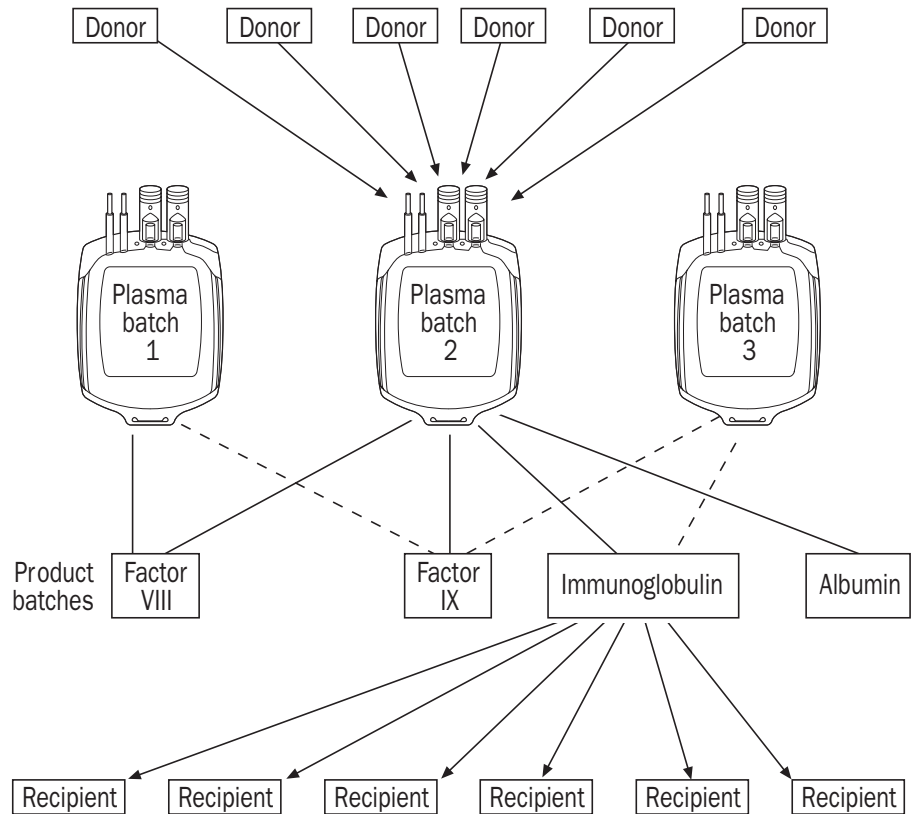 Donor
Donor
Donor
Donor
Donor
Donor
Plasma
batch
1
Plasma
batch
2
Plasma
batch
3
Product
batches
Factor
VIII
Factor
IX
Immunoglobulin
Albumin
Recipient
Recipient
Recipient
Recipient
Recipient
Recipient